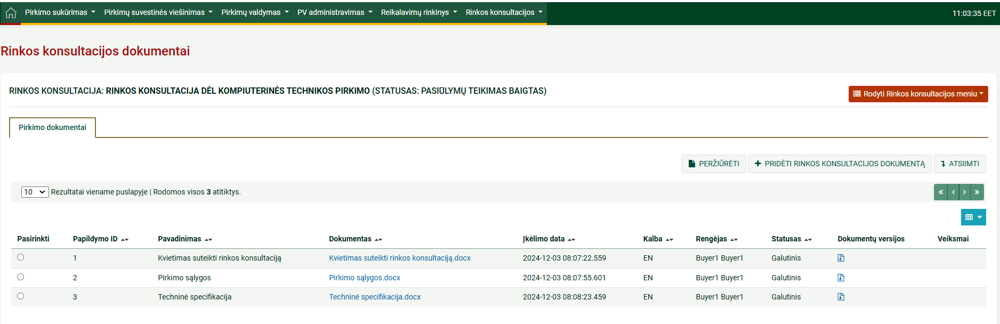 Pirkimo sukūrimas Pirkimų suvestinės viešinimas Pirkimų valdymas PV administravimas Reikalavimų rinkinys Rinkos konsultacijos 11:03:35 EET
Rinkos konsultacijos dokumentai
RINKOS KONSULTACIJA: RINKOS KONSULTACIJA DĖL KOMPIUTERINĖS TECHNIKOS PIRKIMO (STATUSAS: PASIŪLYMŲ TEIKIMAS BAIGTAS)
Rodyti Rinkos konsultacijos meniu
Pirkimo dokumentai
PERŽIŪRĖTI + PRIDĖTI RINKOS KONSULTACIJOS DOKUMENTĄ ATSIIMTI
10 Rezultatai viename puslapyje | Rodomos visos 3 atitiktys. « ‹ › »
Pasirinkti Papildymo ID Pavadinimas Dokumentas Įkėlimo data Kalba Rengėjas Statusas Dokumentų versijos Veiksmai
1 Kvietimas suteikti rinkos konsultaciją Kvietimas suteikti rinkos konsultaciją.docx 2024-12-03 08:07:22.559 EN Buyer1 Buyer1 Galutinis
2 Pirkimo sąlygos Pirkimo sąlygos.docx 2024-12-03 08:07:55.601 EN Buyer1 Buyer1 Galutinis
3 Techninė specifikacija Techninė specifikacija.docx 2024-12-03 08:08:23.459 EN Buyer1 Buyer1 Galutinis